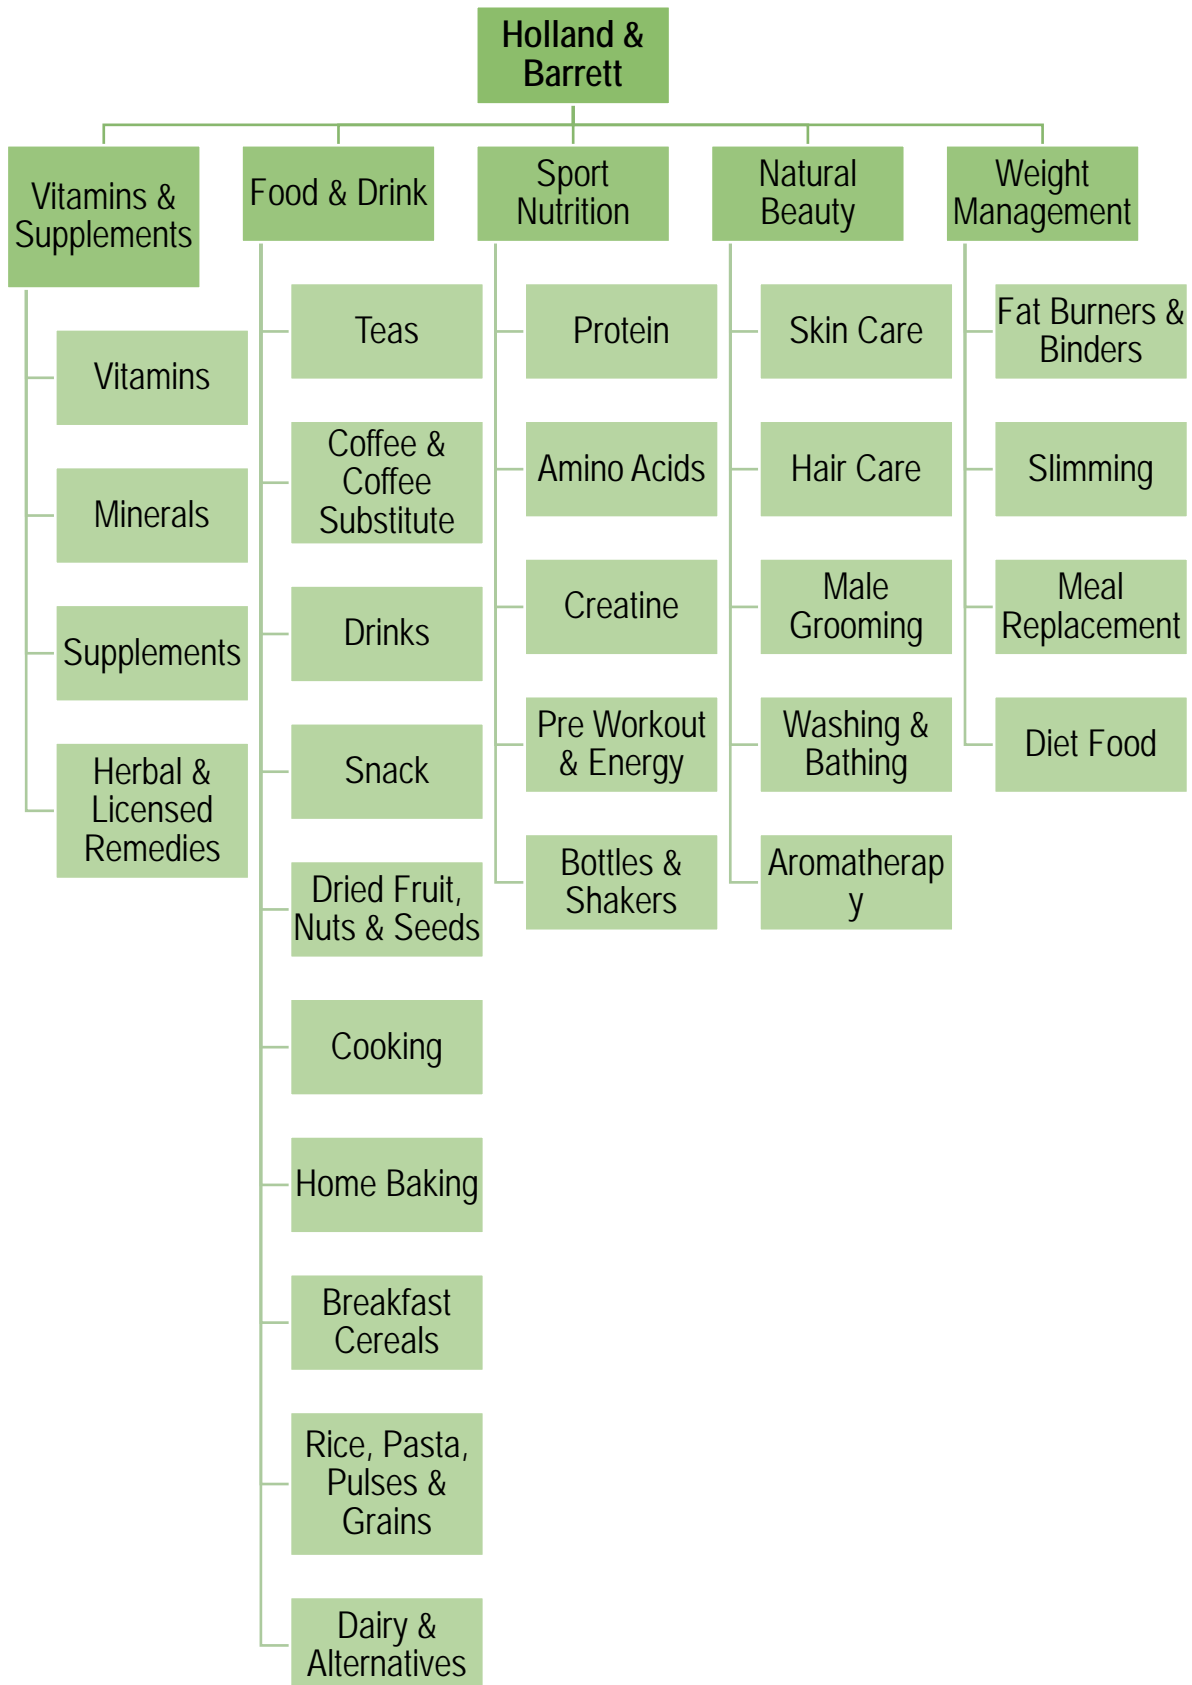 Holland &
Barrett
Vitamins &
Supplements
Vitamins
Minerals
Supplements
Herbal &
Licensed
Remedies
Food & Drink
Teas
Coffee &
Coffee
Substitute
Drinks
Snack
Dried Fruit,
Nuts & Seeds
Cooking
Home Baking
Breakfast
Cereals
Rice, Pasta,
Pulses &
Grains
Dairy &
Alternatives
Sport
Nutrition
Protein
Amino Acids
Creatine
Pre Workout
& Energy
Bottles &
Shakers
Natural
Beauty
Skin Care
Hair Care
Male
Grooming
Washing &
Bathing
Aromatherap
y
Weight
Management
Fat Burners &
Binders
Slimming
Meal
Replacement
Diet Food